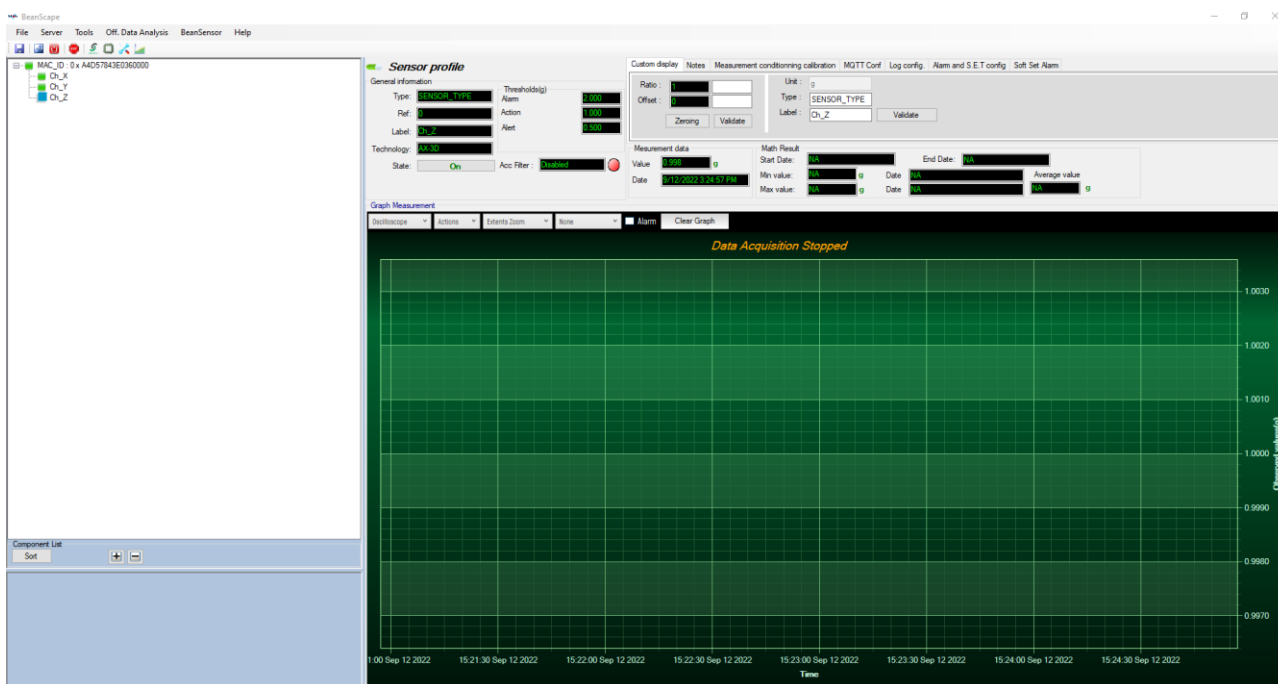 BeanScape
File Server Tools Off. Data Analysis BeanSensor Help
MAC_ID : 0 x A4D57843E0360000
Ch_X
Ch_Y
Ch_Z
Component List
Sort
Sensor profile
General information
Type: SENSOR_TYPE
Ref: 0
Label: Ch_Z
Technology: AX-3D
State: On
Thresholds(g)
Alarm 2.000
Action 1.000
Alert 0.500
Acc Filter : Disabled
Custom display Notes Measurement conditionning calibration MQTT Conf Log config. Alarm and S.E.T config Soft Set Alarm
Ratio : 1
Offset : 0
Zeroing Validate
Unit : g
Type : SENSOR_TYPE
Label : Ch_Z Validate
Mesurement data
Value 0.998 g
Date 9/12/2022 3:24:57 PM
Math Result
Start Date: NA End Date: NA
Min value: NA g Date NA Average value
Max value: NA g Date NA NA g
Graph Measurement
Oscilloscope Actions Extents Zoom None Alarm Clear Graph
Data Acquisition Stopped
1.0030
1.0020
1.0010
1.0000
0.9990
0.9980
0.9970
1:00 Sep 12 2022 15:21:30 Sep 12 2022 15:22:00 Sep 12 2022 15:22:30 Sep 12 2022 15:23:00 Sep 12 2022 15:23:30 Sep 12 2022 15:24:00 Sep 12 2022 15:24:30 Sep 12 2022
Time